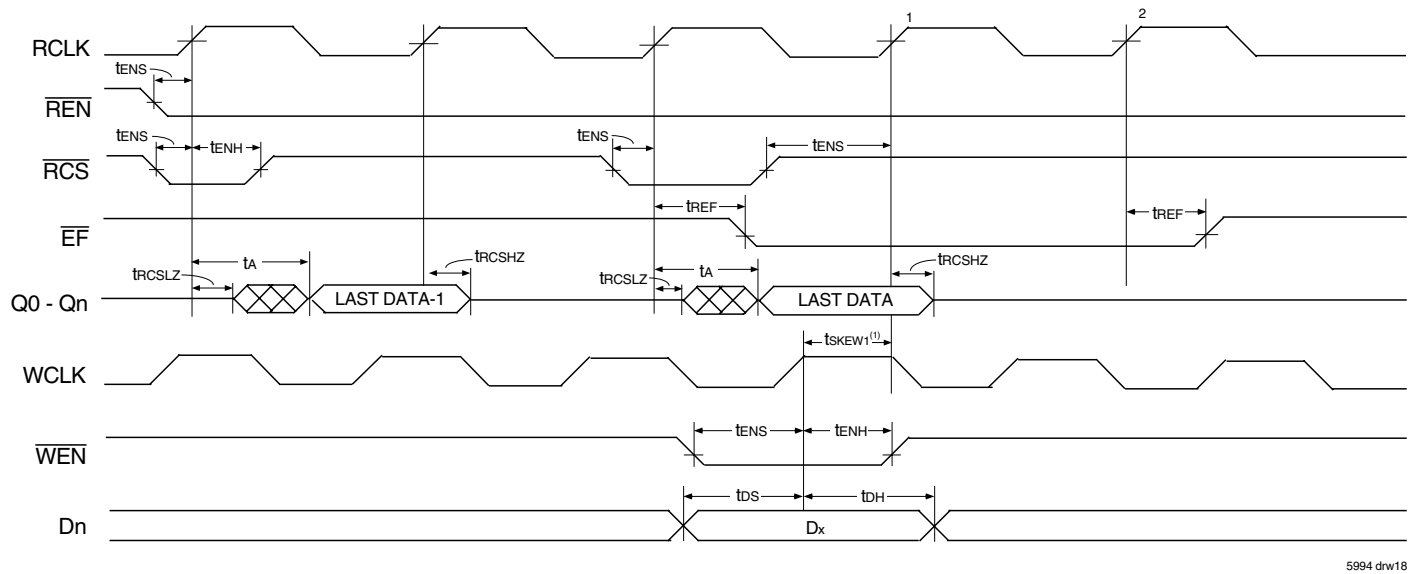 1 2
RCLK
tENS
REN
tENS tENH tENS tENS
RCS
tREF tREF
EF
tRCSLZ tA tRCSHZ tRCSLZ tA tRCSHZ
Q0 - Qn LAST DATA-1 LAST DATA
tSKEW1(1)
WCLK
tENS tENH
WEN
tDS tDH
Dn Dx
5994 drw18